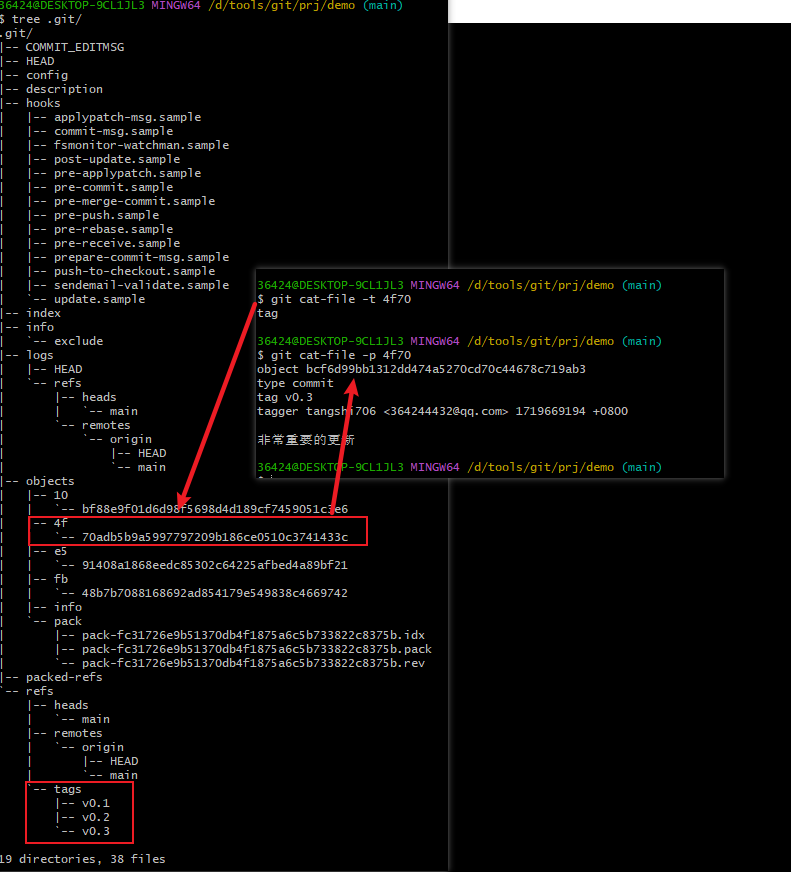 36424@DESKTOP-9CL1JL3 MINGW64 /d/tools/git/prj/demo (main)
$ tree .git/
.git/
|-- COMMIT_EDITMSG
|-- HEAD
|-- config
|-- description
|-- hooks
|   |-- applypatch-msg.sample
|   |-- commit-msg.sample
|   |-- fsmonitor-watchman.sample
|   |-- post-update.sample
|   |-- pre-applypatch.sample
|   |-- pre-commit.sample
|   |-- pre-merge-commit.sample
|   |-- pre-push.sample
|   |-- pre-rebase.sample
|   |-- pre-receive.sample
|   |-- prepare-commit-msg.sample
|   |-- push-to-checkout.sample
|   |-- sendemail-validate.sample
|   `-- update.sample
|-- index
|-- info
|   `-- exclude
|-- logs
|   |-- HEAD
|   `-- refs
|       |-- heads
|       |   `-- main
|       `-- remotes
|           `-- origin
|               |-- HEAD
|               `-- main
|-- objects
|   |-- 10
|   |   `-- bf88e9f01d6d98f5698d4d189cf7459051c3e6
|   |-- 4f
|   |   `-- 70adb5b9a5997797209b186ce0510c3741433c
|   |-- e5
|   |   `-- 91408a1868eedc85302c64225afbed4a89bf21
|   |-- fb
|   |   `-- 48b7b7088168692ad854179e549838c4669742
|   |-- info
|   `-- pack
|       |-- pack-fc31726e9b51370db4f1875a6c5b733822c8375b.idx
|       |-- pack-fc31726e9b51370db4f1875a6c5b733822c8375b.pack
|       `-- pack-fc31726e9b51370db4f1875a6c5b733822c8375b.rev
|-- packed-refs
`-- refs
    |-- heads
    |   `-- main
    |-- remotes
    |   `-- origin
    |       |-- HEAD
    |       `-- main
    `-- tags
        |-- v0.1
        |-- v0.2
        `-- v0.3
19 directories, 38 files
36424@DESKTOP-9CL1JL3 MINGW64 /d/tools/git/prj/demo (main)
$ git cat-file -t 4f70
tag
36424@DESKTOP-9CL1JL3 MINGW64 /d/tools/git/prj/demo (main)
$ git cat-file -p 4f70
object bcf6d99bb1312dd474a5270cd70c44678c719ab3
type commit
tag v0.3
tagger tangshi706 <364244432@qq.com> 1719669194 +0800
非常重要的更新
36424@DESKTOP-9CL1JL3 MINGW64 /d/tools/git/prj/demo (main)